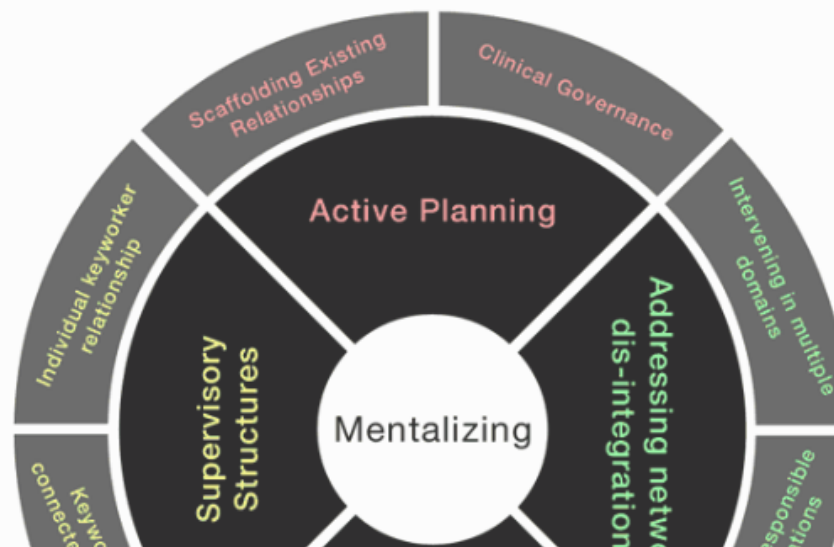 Scaffolding Existing
Relationships
Clinical Governance
Individual keyworker
relationship
Active Planning
Intervening in multiple
domains
Supervisory
Structures
Mentalizing
Addressing
dis-integration
connecte